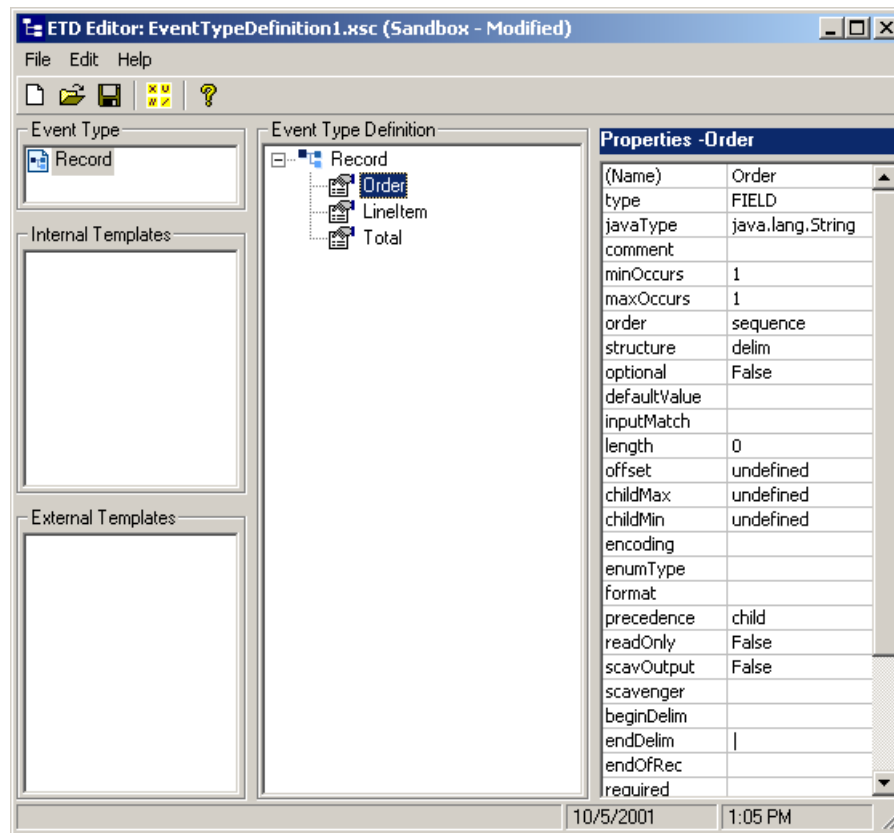 ETD Editor: EventTypeDefinition1.xsc (Sandbox - Modified)
File Edit Help
Event Type
Record
Internal Templates
External Templates
Event Type Definition
Record
Order
LineItem
Total
Properties -Order
(Name) Order
type FIELD
javaType java.lang.String
comment
minOccurs 1
maxOccurs 1
order sequence
structure delim
optional False
defaultValue
inputMatch
length 0
offset undefined
childMax undefined
childMin undefined
encoding
enumType
format
precedence child
readOnly False
scavOutput False
scavenger
beginDelim
endDelim |
endOfRec
required
10/5/2001 1:05 PM